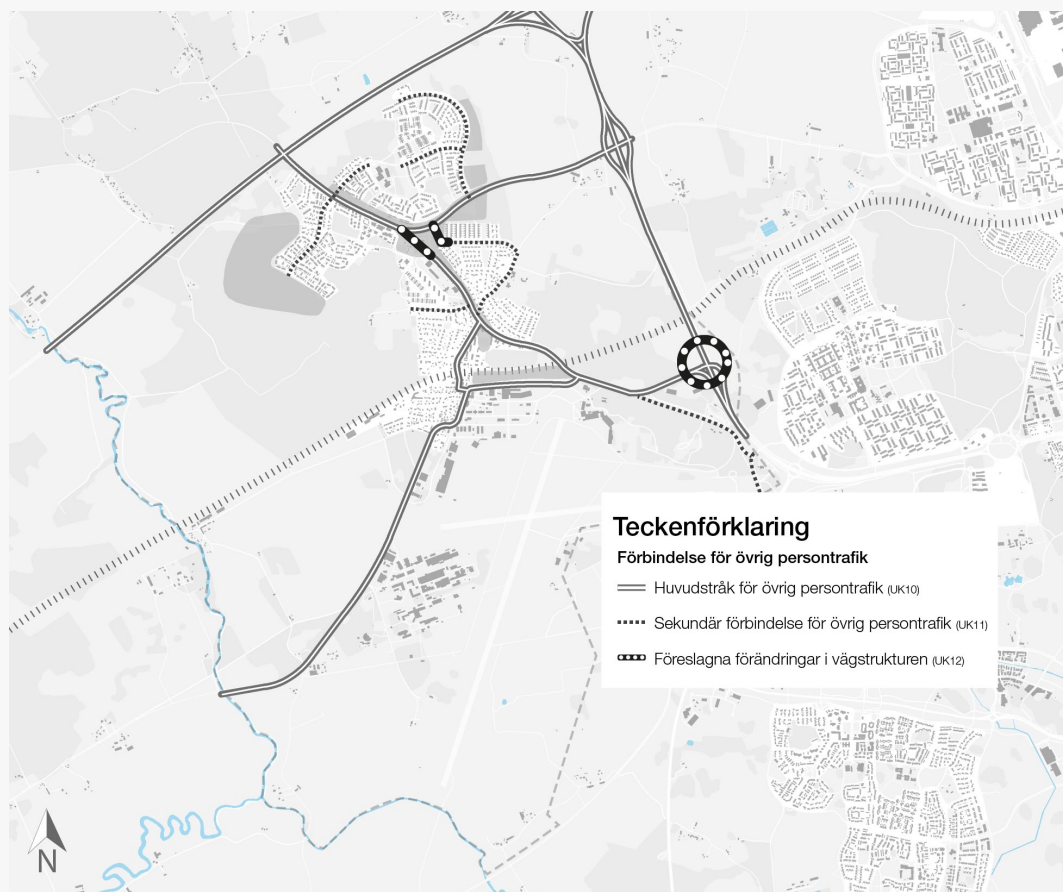 Teckenförklaring
Förbindelse för övrig persontrafik
Huvudstråk för övrig persontrafik (UK10)
Sekundär förbindelse för övrig persontrafik (UK11)
Föreslagna förändringar i vägstrukturen (UK12)
N